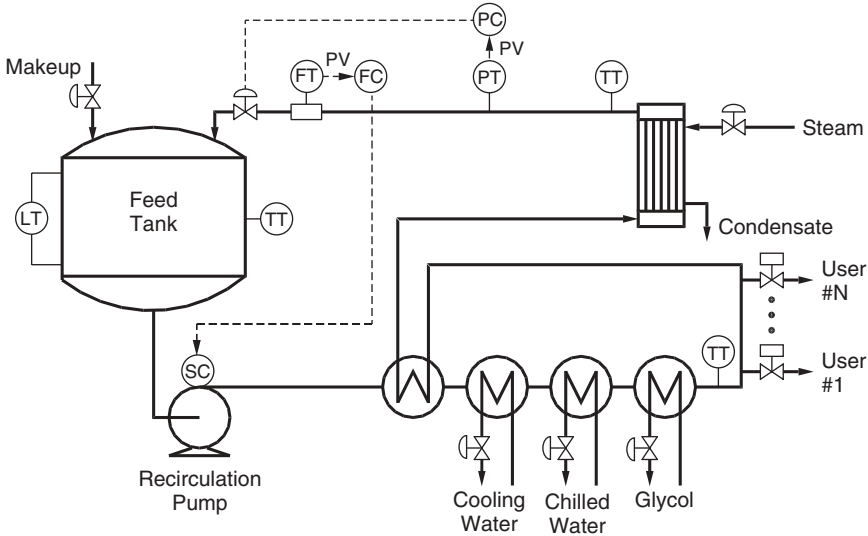 PC
Makeup
PV
PV
FT
FC
PT
TT
Steam
Feed
Tank
LT
TT
Condensate
User
#N
TT
User
#1
SC
Recirculation
Pump
Cooling
Water
Chilled
Water
Glycol